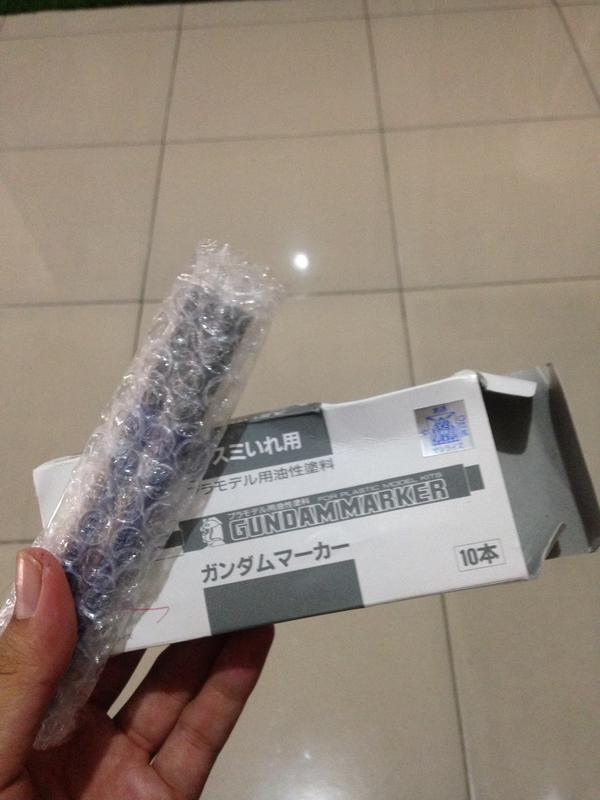 スミいれ用
プラモデル用油性塗料
プラモデル用油性塗料 FOR PLASTIC MODEL KITS
GUNDAM MARKER
ガンダムマーカー
10本